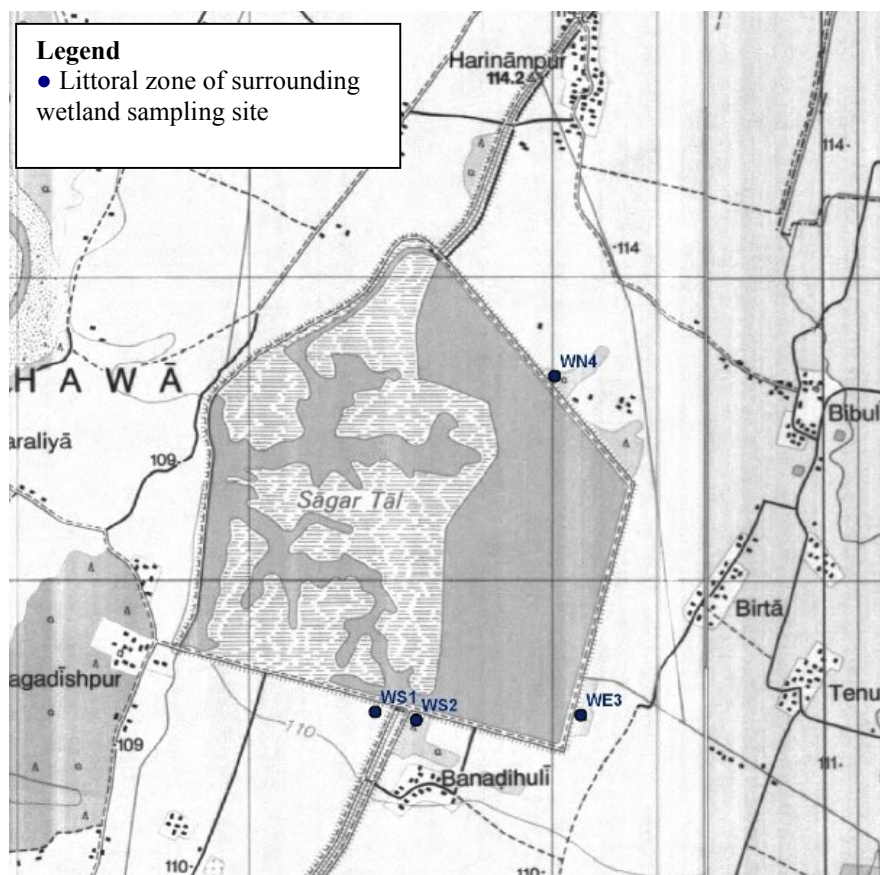 Legend
● Littoral zone of surrounding
wetland sampling site
Harināmpur
114.2
114
114
HAWĀ
WN4
Bibul
araliyā
109
Sāgar Tāl
Birtā
agadīshpur
WS1
WS2
WE3
Tenu
110
109
Banadihulī
111
110
110